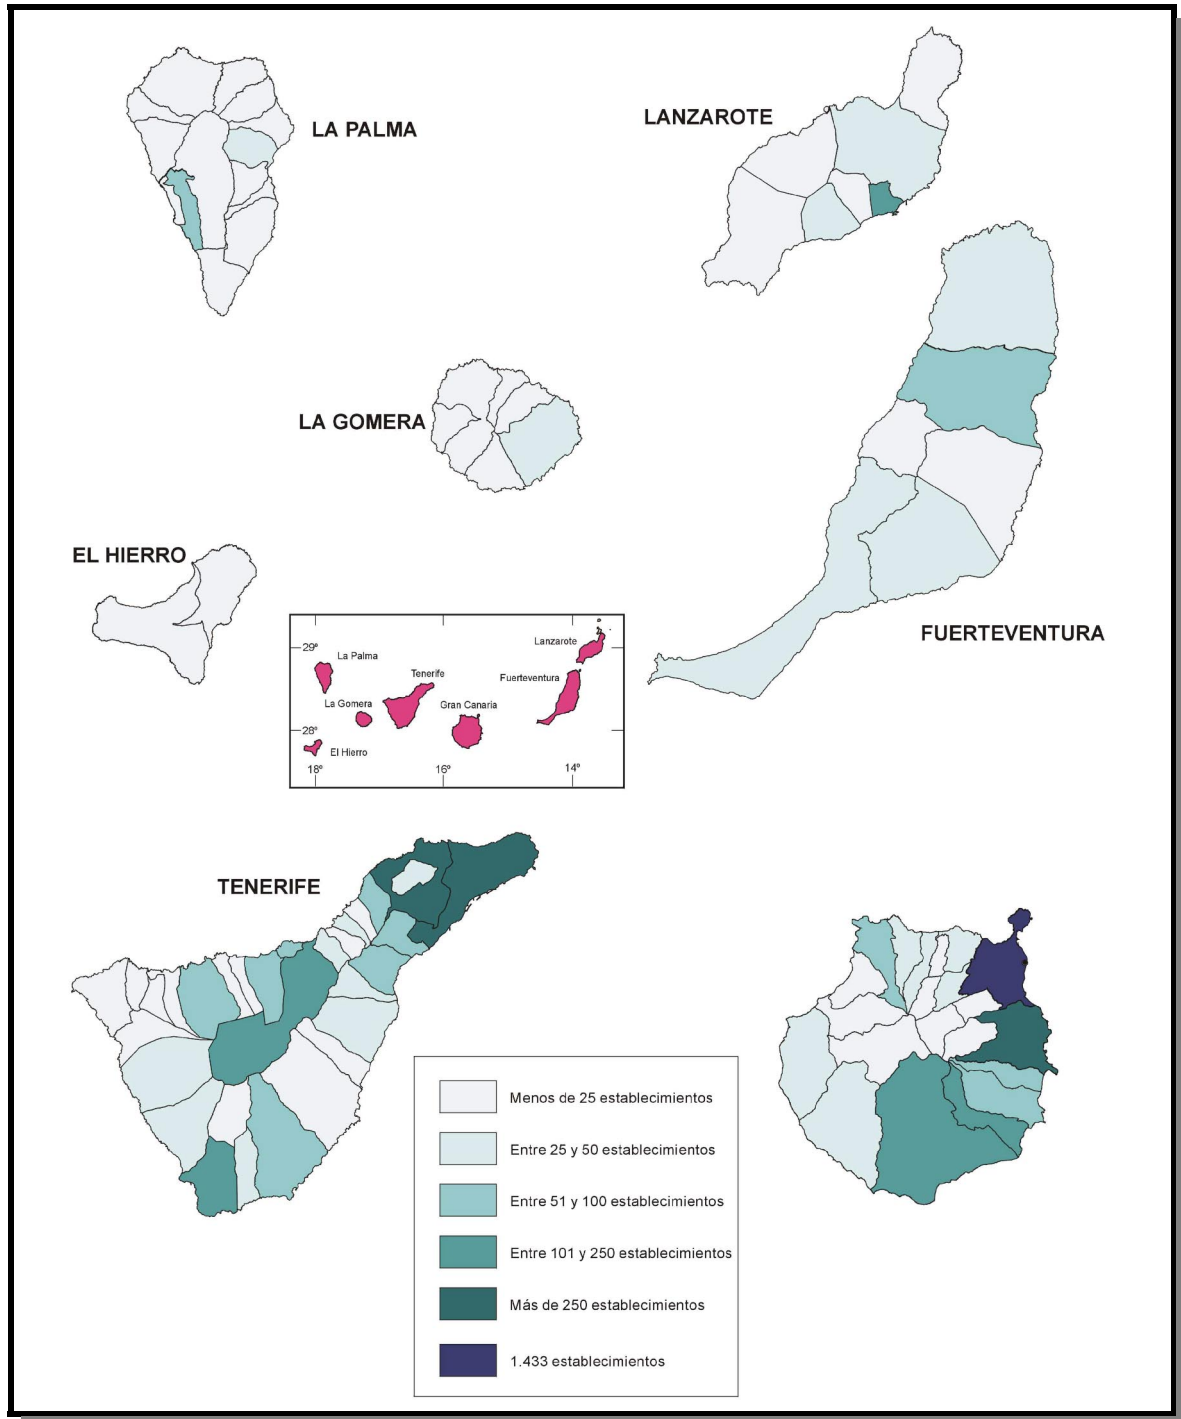 LA PALMA
LANZAROTE
LA GOMERA
EL HIERRO
FUERTEVENTURA
Lanzarote
29º
La Palma
Tenerife
Fuerteventura
La Gomera
Gran Canaria
28º
El Hierro
18º
16º
14º
TENERIFE
Menos de 25 establecimientos
Entre 25 y 50 establecimientos
Entre 51 y 100 establecimientos
Entre 101 y 250 establecimientos
Más de 250 establecimientos
1.433 establecimientos